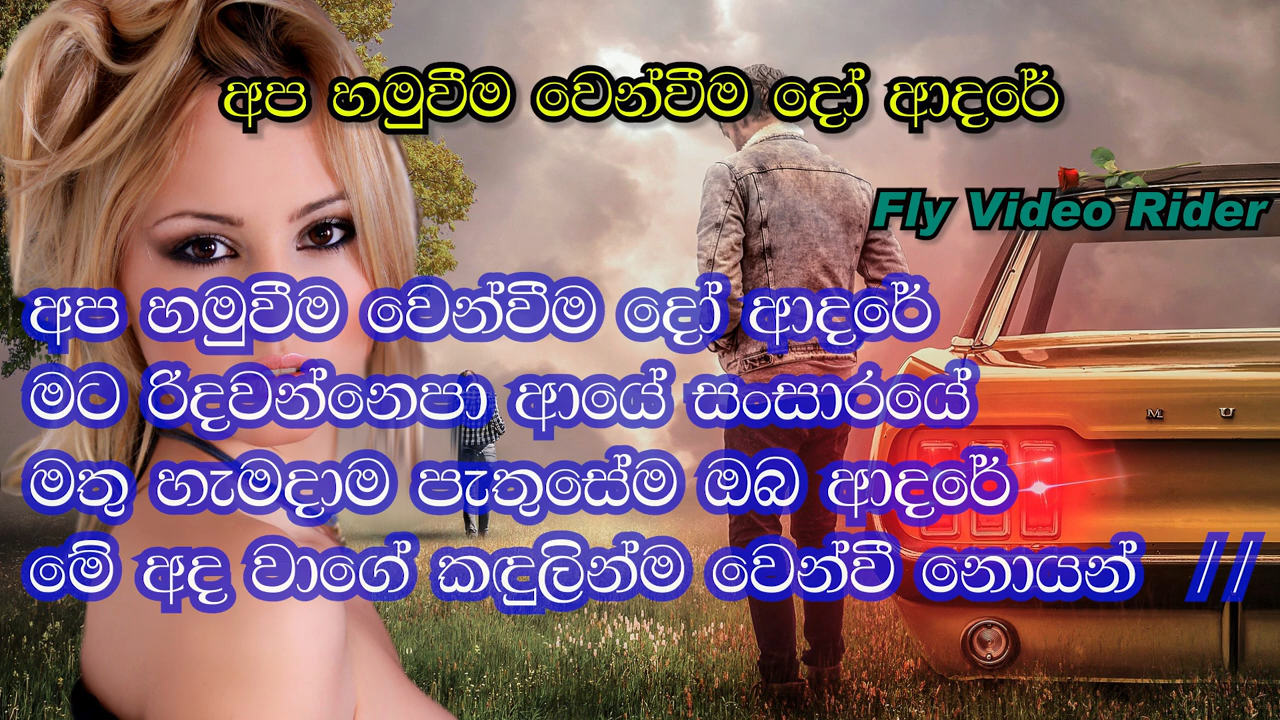 අප හමුවීම වෙන්වීම දෝ ආදරේ
Fly Video Rider
අප හමුවීම වෙන්වීම දෝ ආදරේ
මට රිදවන්නෙපා ආයේ සංසාරයේ
මතු හැමදාම පැතුසේම ඔබ ආදරේ
M U
මේ අද වාගේ කඳුලින්ම වෙන්වී නොයන් //